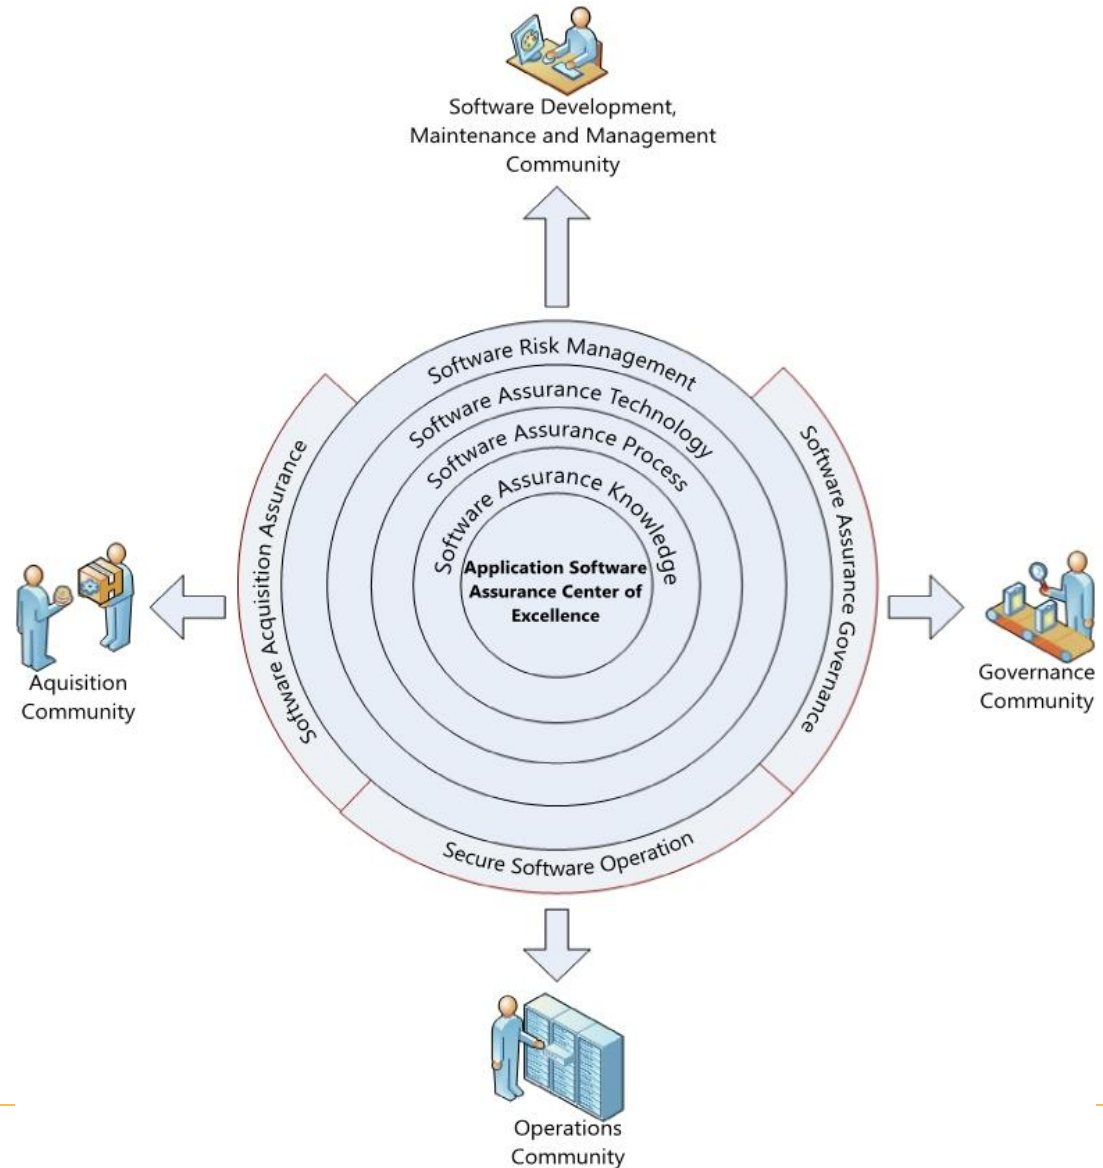 Software Development,
Maintenance and Management
Community
Software Risk Management
Software Assurance Technology
Software Assurance Process
Software Assurance Knowledge
Application Software
Assurance Center of
Excellence
Software Acquisition Assurance
Software Assurance Governance
Secure Software Operation
Aquisition
Community
Governance
Community
Operations
Community